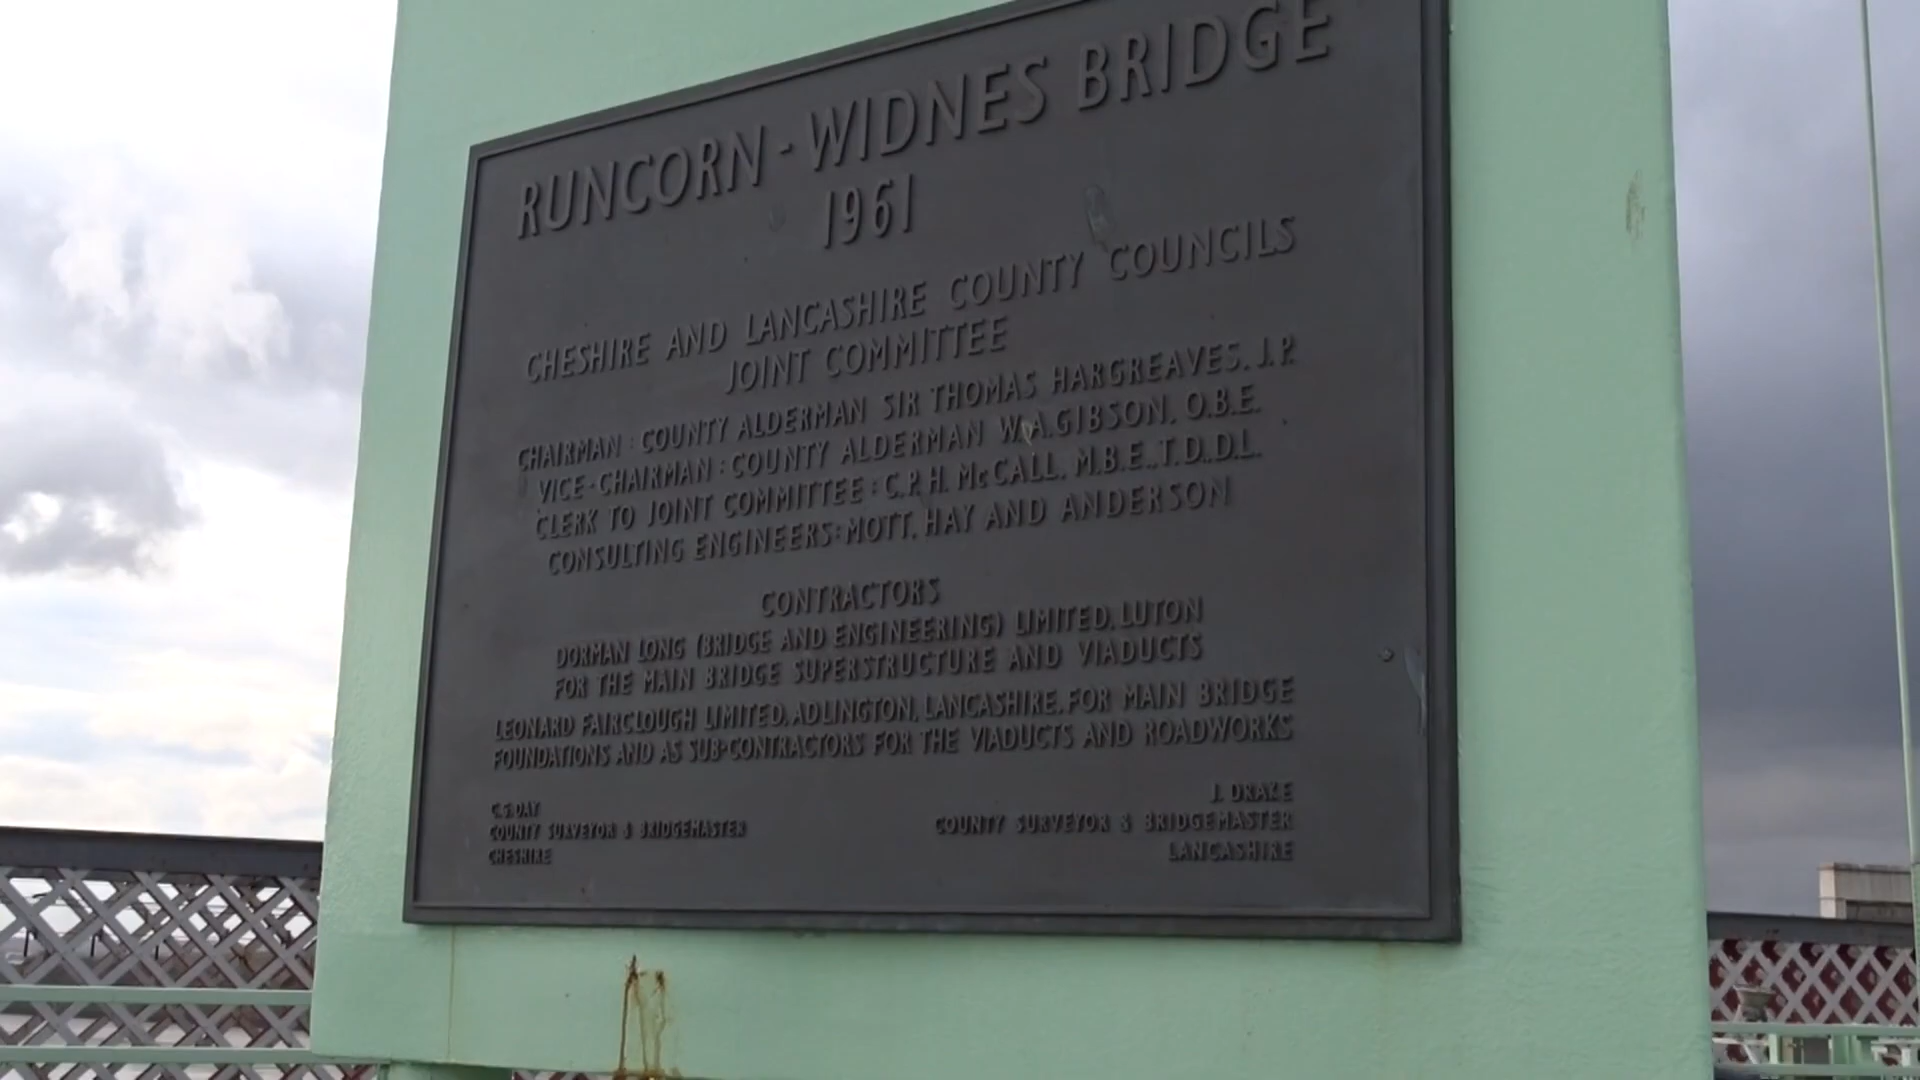 RUNCORN - WIDNES BRIDGE
1961
CHESHIRE AND LANCASHIRE COUNTY COUNCILS
JOINT COMMITTEE
CHAIRMAN : COUNTY ALDERMAN SIR THOMAS HARGREAVES, J.P.
VICE-CHAIRMAN : COUNTY ALDERMAN W.A.GIBSON, O.B.E.
CLERK TO JOINT COMMITTEE : C.P.H. McCALL, M.B.E., T.D., D.L.
CONSULTING ENGINEERS: MOTT, HAY AND ANDERSON
CONTRACTORS
DORMAN LONG (BRIDGE AND ENGINEERING) LIMITED, LUTON
FOR THE MAIN BRIDGE SUPERSTRUCTURE AND VIADUCTS
LEONARD FAIRCLOUGH LIMITED, ADLINGTON, LANCASHIRE, FOR MAIN BRIDGE
FOUNDATIONS AND AS SUB-CONTRACTORS FOR THE VIADUCTS AND ROADWORKS
C.G. DAY
COUNTY SURVEYOR & BRIDGEMASTER
CHESHIRE
J. DRAKE
COUNTY SURVEYOR & BRIDGEMASTER
LANCASHIRE